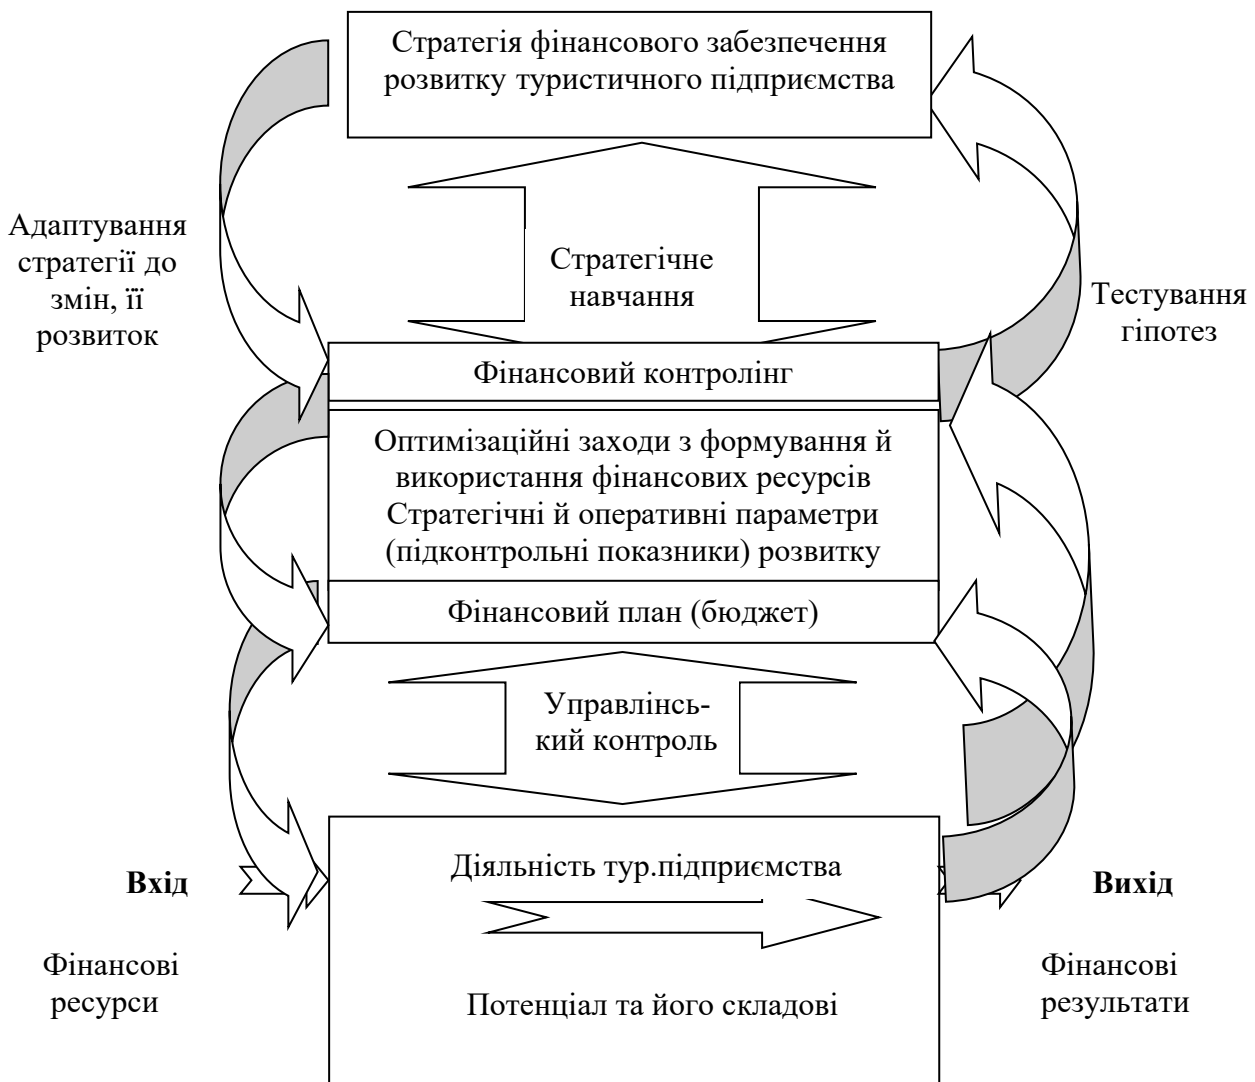 Стратегія фінансового забезпечення
розвитку туристичного підприємства
Адаптування
стратегії до
змін, її
розвиток
Стратегічне
навчання
Тестування
гіпотез
Фінансовий контролінг
Оптимізаційні заходи з формування й
використання фінансових ресурсів
Стратегічні й оперативні параметри
(підконтрольні показники) розвитку
Фінансовий план (бюджет)
Управлінсь-
кий контроль
Діяльність тур.підприємства
Вхід
Вихід
Фінансові
ресурси
Потенціал та його складові
Фінансові
результати